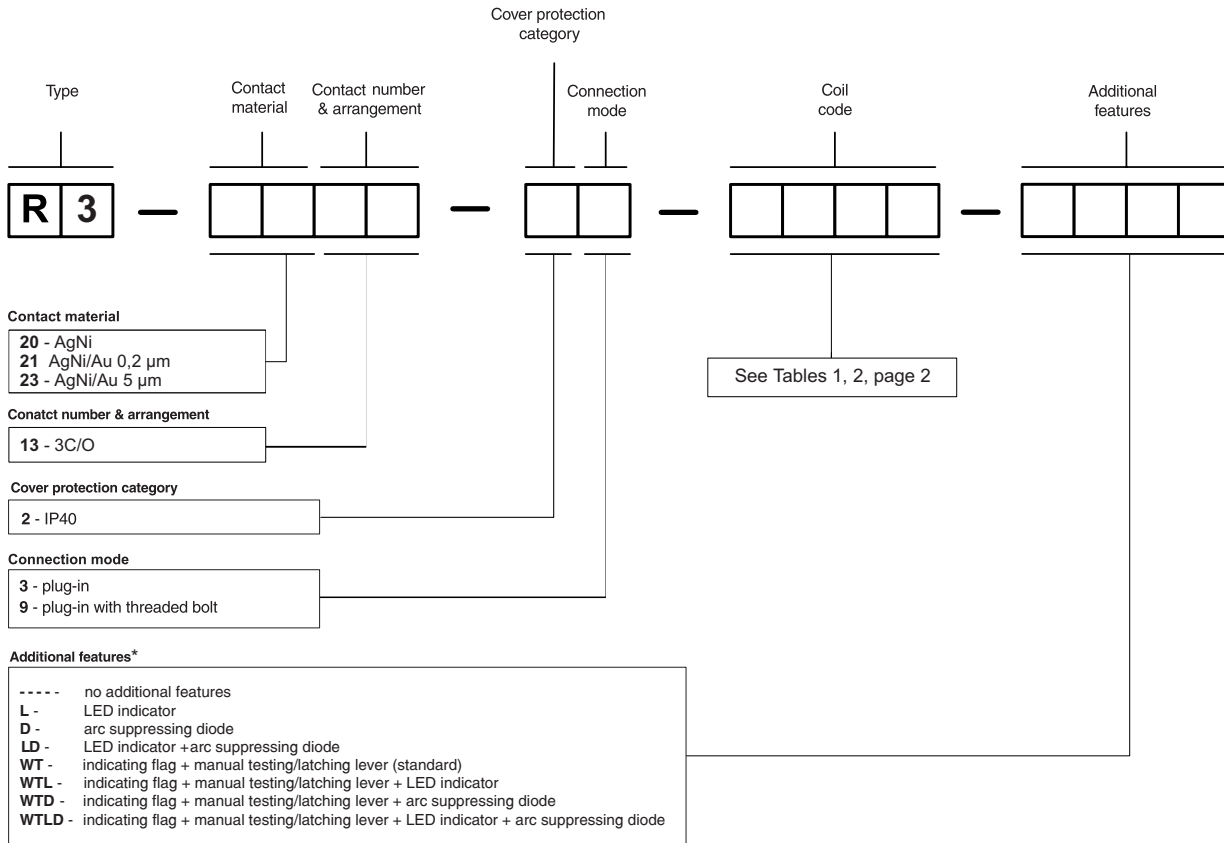 Cover protection
category
Type
Contact
material
Contact number
& arrangement
Connection
mode
Coil
code
Additional
features
R 3 — — — —
Contact material
20 - AgNi
21 AgNi/Au 0,2 µm
23 - AgNi/Au 5 µm
See Tables 1, 2, page 2
Conatct number & arrangement
13 - 3C/O
Cover protection category
2 - IP40
Connection mode
3 - plug-in
9 - plug-in with threaded bolt
Additional features*
- - - - - no additional features
L - LED indicator
D - arc suppressing diode
LD - LED indicator +arc suppressing diode
WT - indicating flag + manual testing/latching lever (standard)
WTL - indicating flag + manual testing/latching lever + LED indicator
WTD - indicating flag + manual testing/latching lever + arc suppressing diode
WTLD - indicating flag + manual testing/latching lever + LED indicator + arc suppressing diode